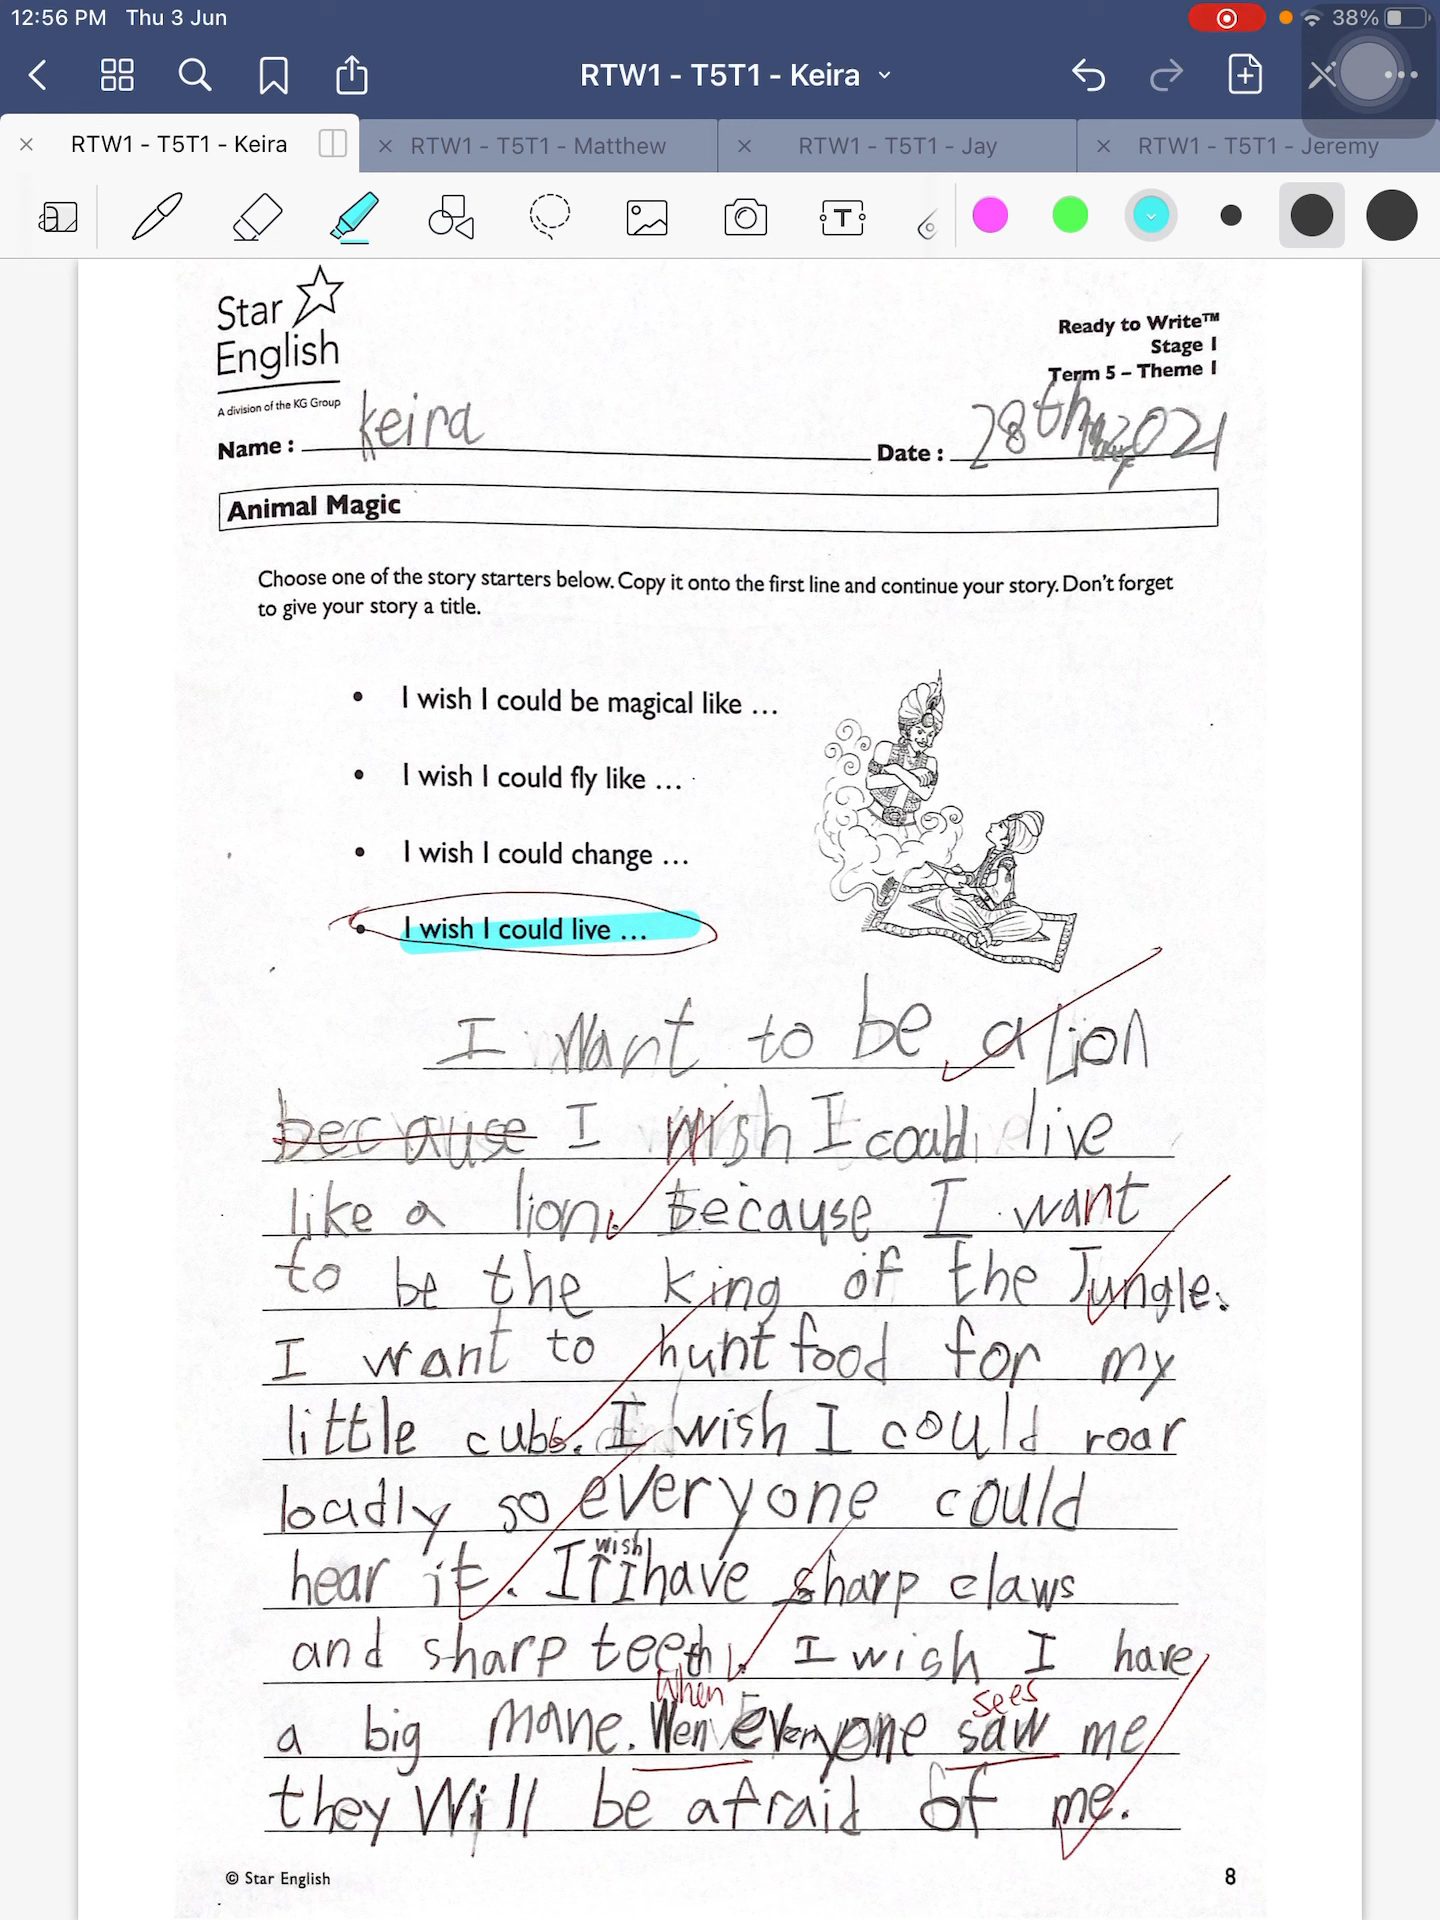 12:56 PM Thu 3 Jun
38%
RTW1 - T5T1 - Keira
RTW1 - T5T1 - Keira
RTW1 - T5T1 - Matthew
RTW1 - T5T1 - Jay
RTW1 - T5T1 - Jeremy
T
Star
English
A division of the KG Group
Ready to Write™
Stage 1
Term 5 – Theme 1
Name : Keira
Date : 28th may 2021
Animal Magic
Choose one of the story starters below. Copy it onto the first line and continue your story. Don't forget
to give your story a title.
• I wish I could be magical like ...
• I wish I could fly like ...
• I wish I could change ...
• I wish I could live ...
I want to be a Lion
because I wish I could live
like a lion. Because I want
to be the king of the Jungle.
I want to hunt food for my
little cubs. I wish I could roar
loadly so everyone could
hear it. I wish I have sharp claws
and sharp teeth. I wish I have
When sees
a big mane. Wen everyone saw me
they Will be afraid of me.
© Star English
8